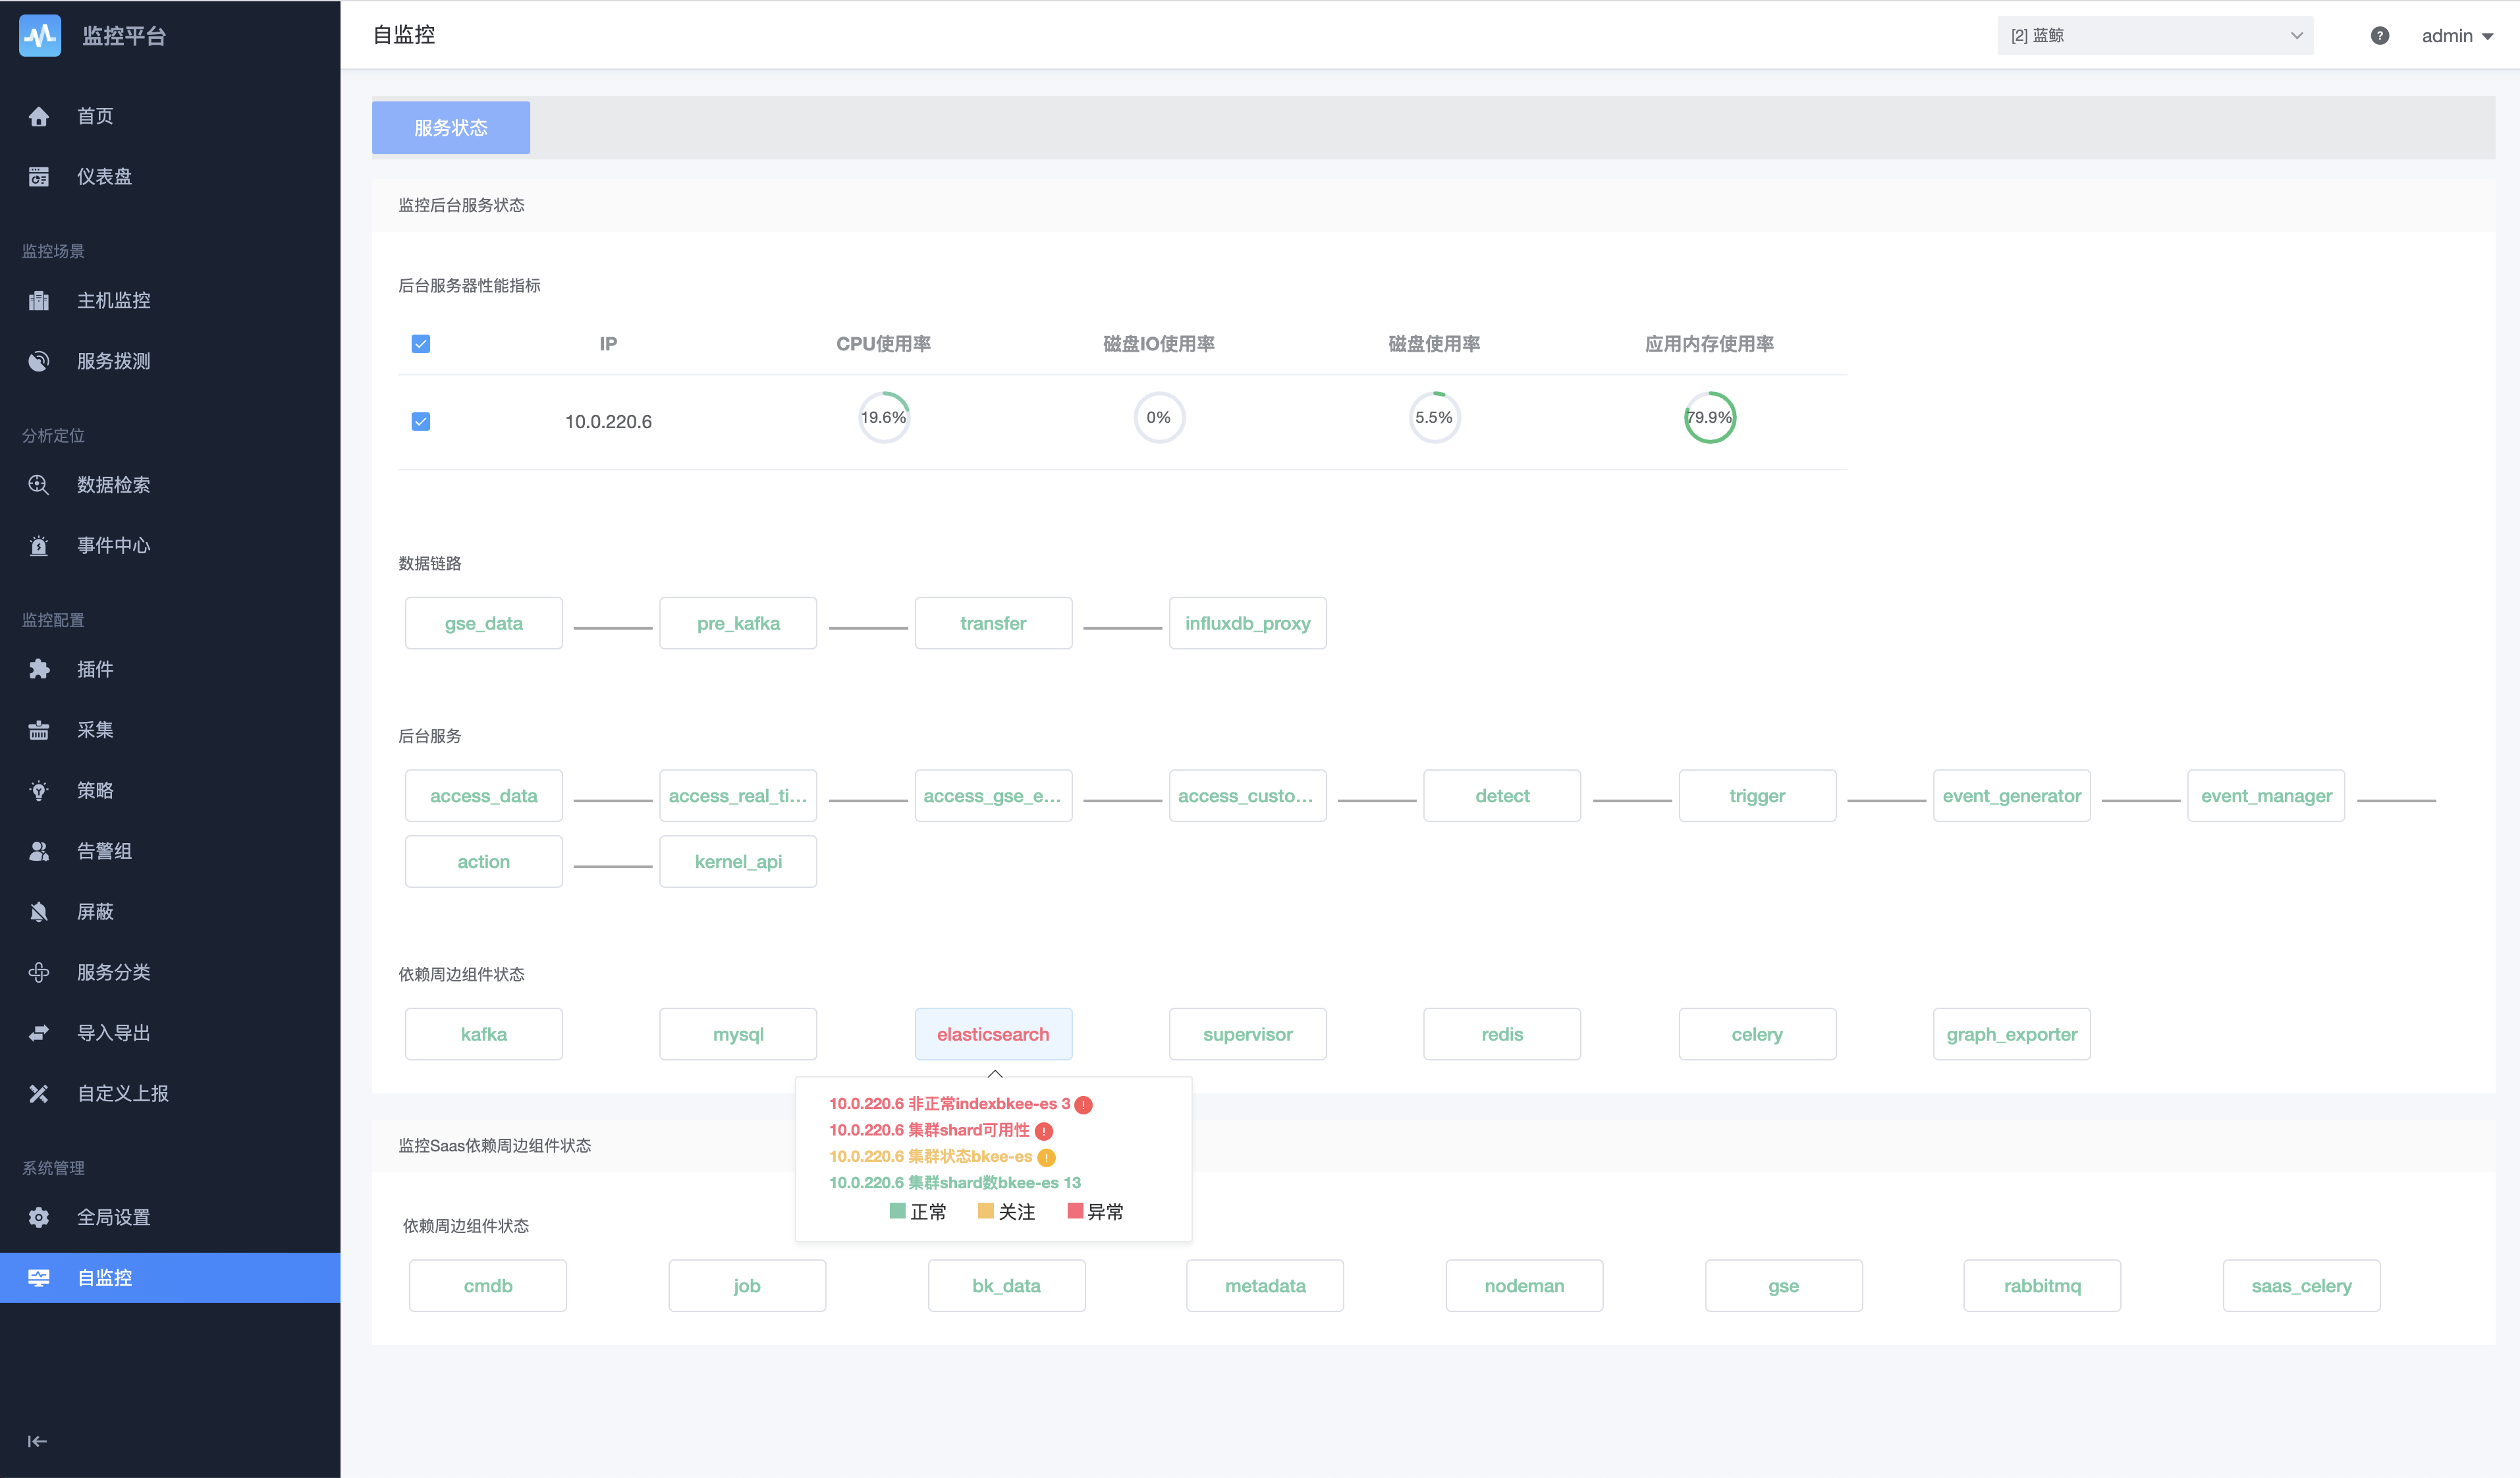 监控平台
首页
仪表盘
监控场景
主机监控
服务拨测
分析定位
数据检索
事件中心
监控配置
插件
采集
策略
告警组
屏蔽
服务分类
导入导出
自定义上报
系统管理
全局设置
自监控
自监控
[2] 蓝鲸
?
admin
服务状态
监控后台服务状态
后台服务器性能指标
IP CPU使用率 磁盘IO使用率 磁盘使用率 应用内存使用率
10.0.220.6 19.6% 0% 5.5% 79.9%
数据链路
gse_data pre_kafka transfer influxdb_proxy
后台服务
access_data access_real_ti... access_gse_e... access_custo... detect trigger event_generator event_manager
action kernel_api
依赖周边组件状态
kafka mysql elasticsearch supervisor redis celery graph_exporter
10.0.220.6 非正常indexbkee-es 3 !
10.0.220.6 集群shard可用性 !
10.0.220.6 集群状态bkee-es !
10.0.220.6 集群shard数bkee-es 13
正常 关注 异常
监控Saas依赖周边组件状态
依赖周边组件状态
cmdb job bk_data metadata nodeman gse rabbitmq saas_celery